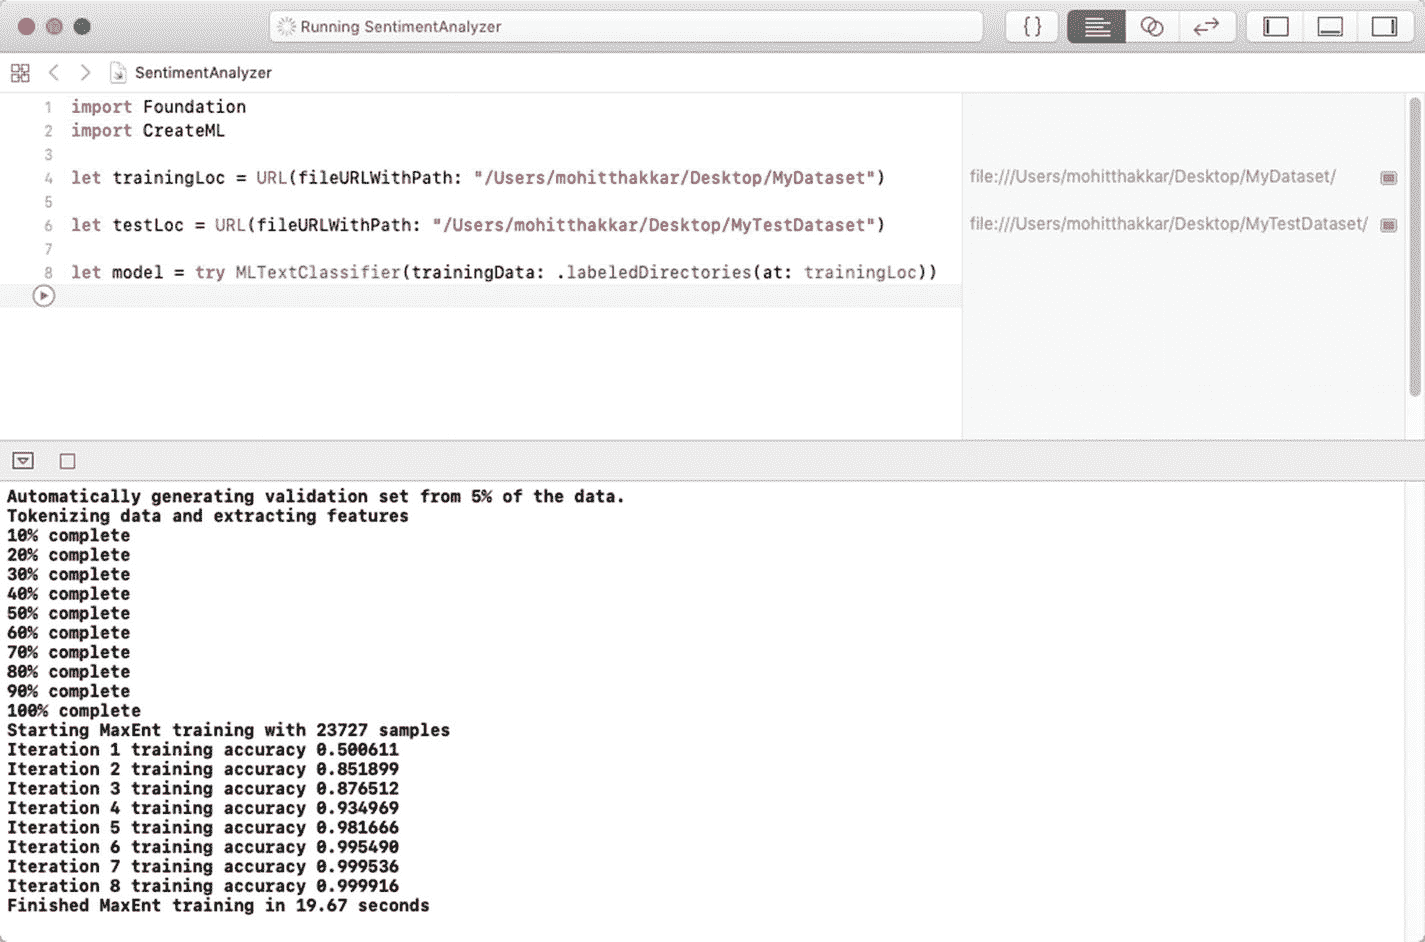 Running SentimentAnalyzer
{}
SentimentAnalyzer
1 import Foundation
2 import CreateML
3
4 let trainingLoc = URL(fileURLWithPath: "/Users/mohitthakkar/Desktop/MyDataset") file:///Users/mohitthakkar/Desktop/MyDataset/
5
6 let testLoc = URL(fileURLWithPath: "/Users/mohitthakkar/Desktop/MyTestDataset") file:///Users/mohitthakkar/Desktop/MyTestDataset/
7
8 let model = try MLTextClassifier(trainingData: .labeledDirectories(at: trainingLoc))
Automatically generating validation set from 5% of the data.
Tokenizing data and extracting features
10% complete
20% complete
30% complete
40% complete
50% complete
60% complete
70% complete
80% complete
90% complete
100% complete
Starting MaxEnt training with 23727 samples
Iteration 1 training accuracy 0.500611
Iteration 2 training accuracy 0.851899
Iteration 3 training accuracy 0.876512
Iteration 4 training accuracy 0.934969
Iteration 5 training accuracy 0.981666
Iteration 6 training accuracy 0.995490
Iteration 7 training accuracy 0.999536
Iteration 8 training accuracy 0.999916
Finished MaxEnt training in 19.67 seconds